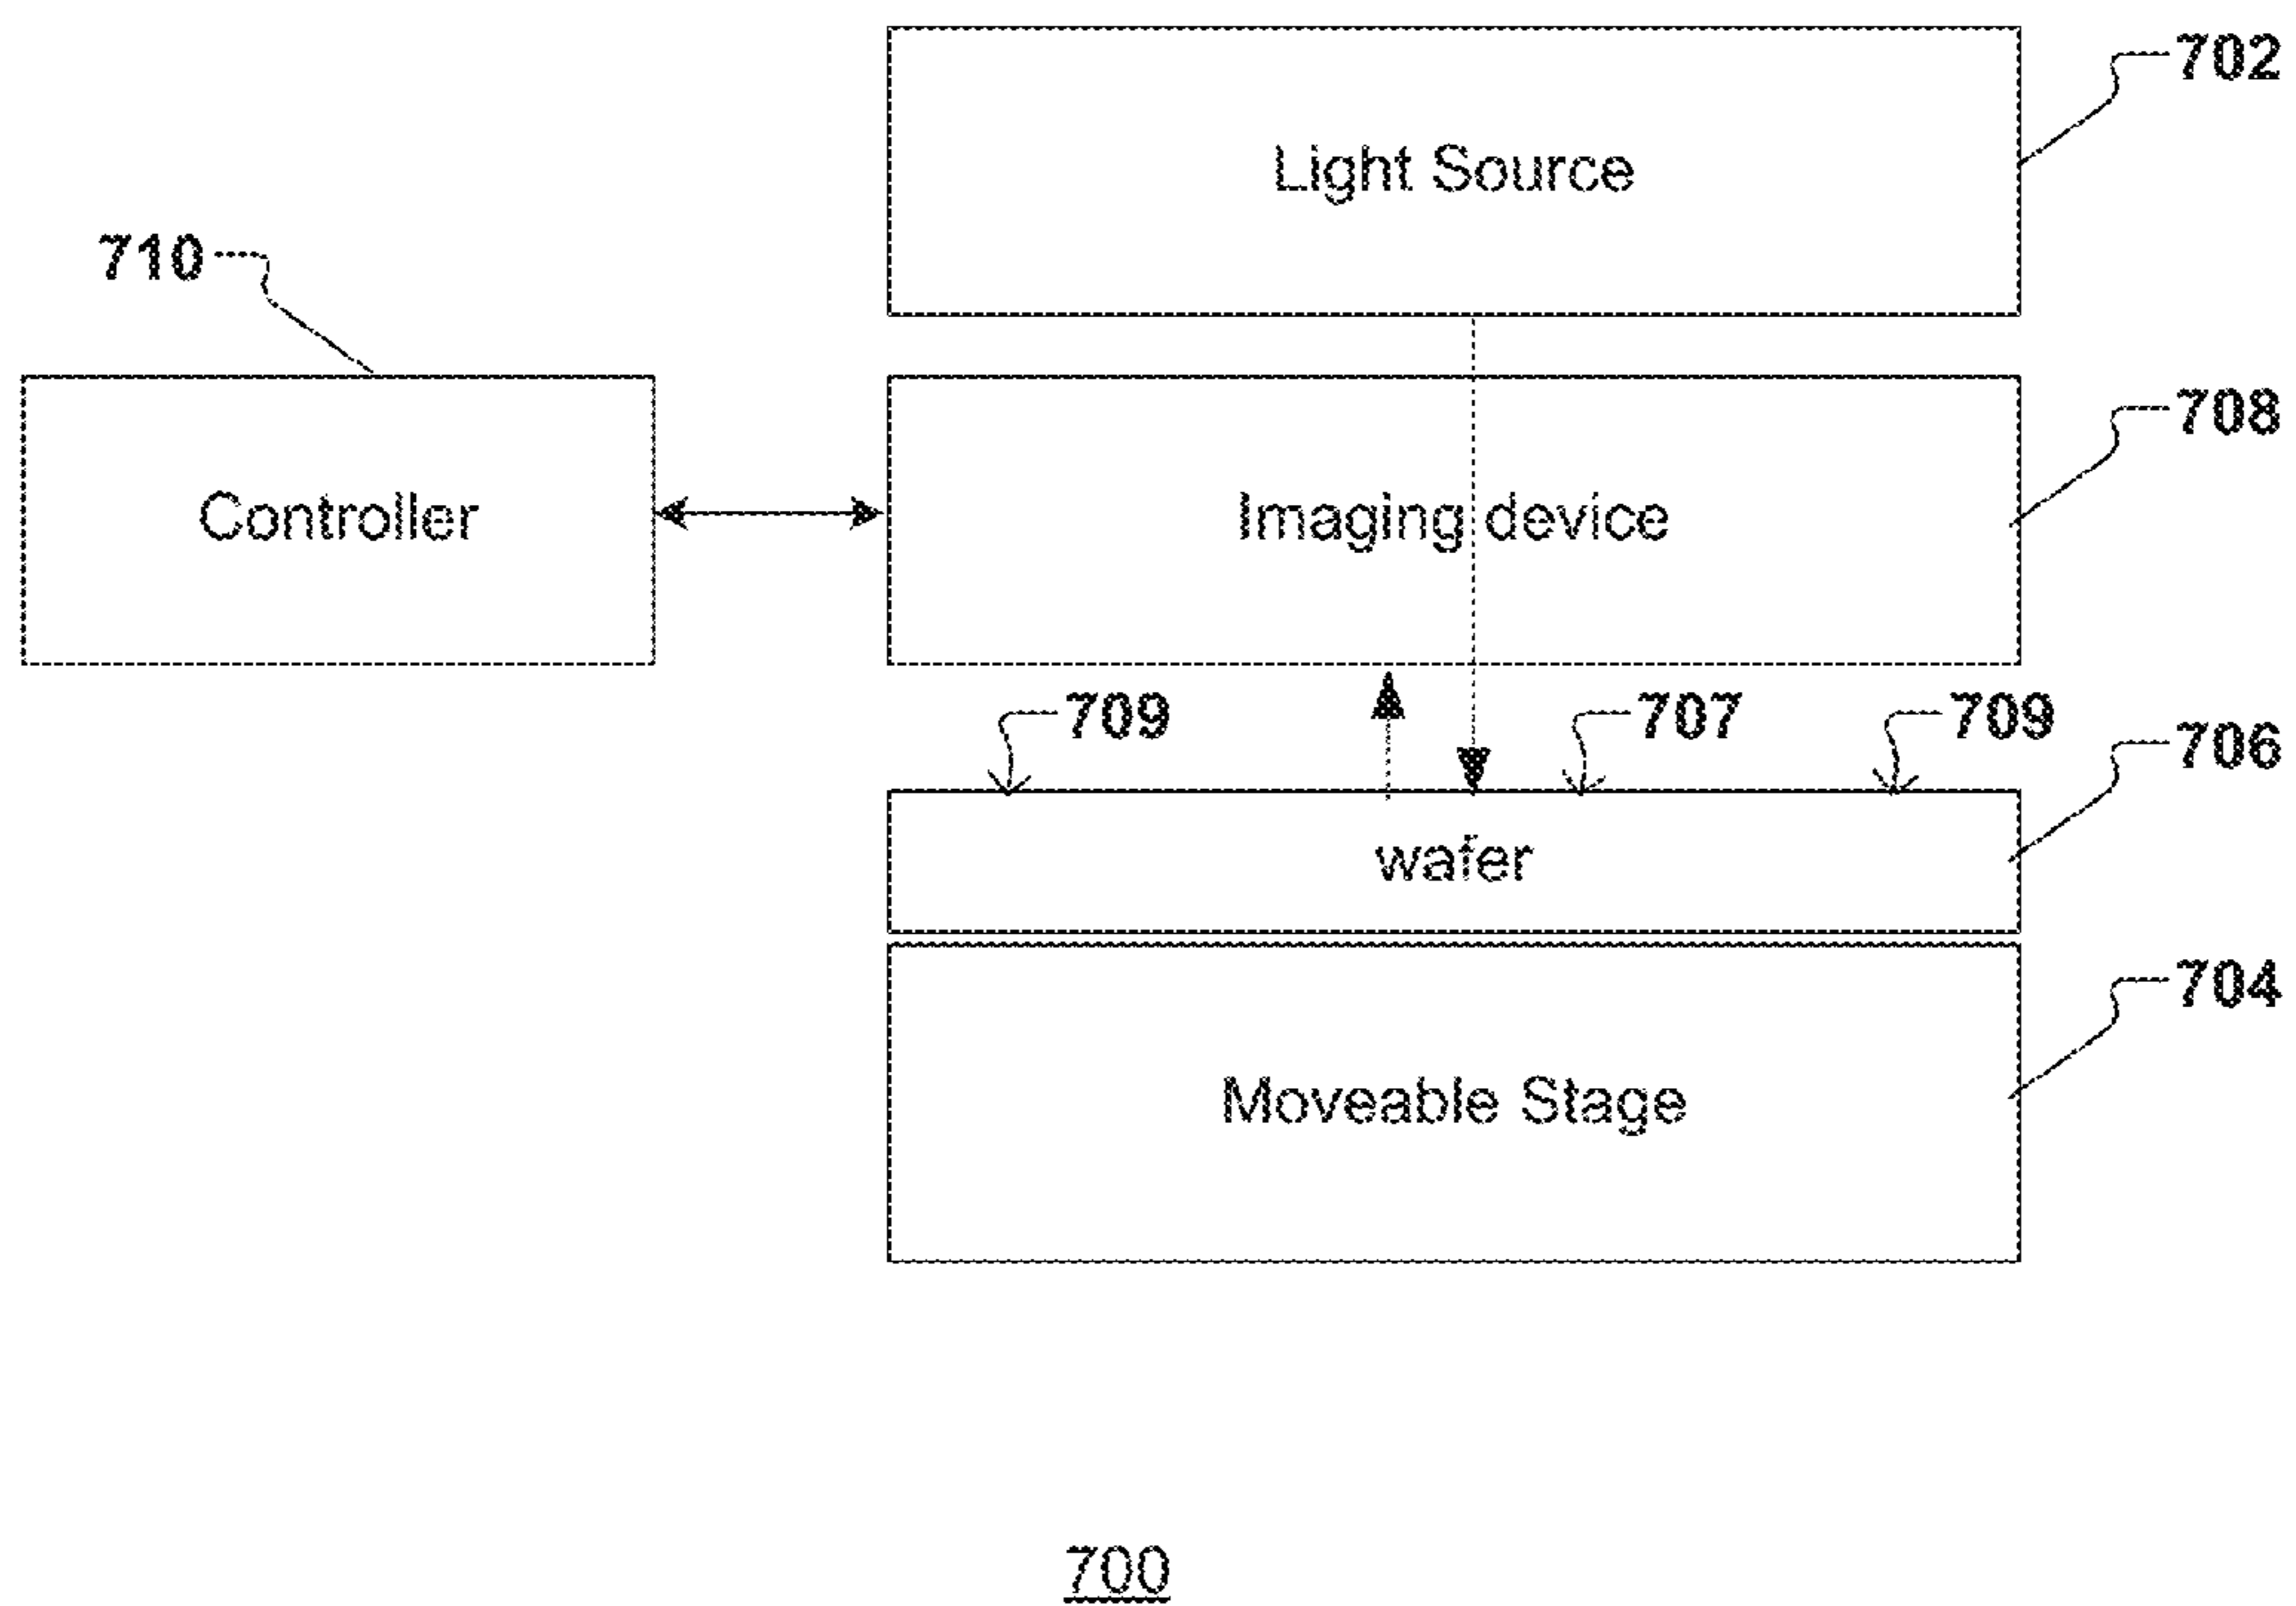 702
Light Source
710
708
Controller
Imaging device
709
707
709
706
wafer
704
Moveable Stage
700